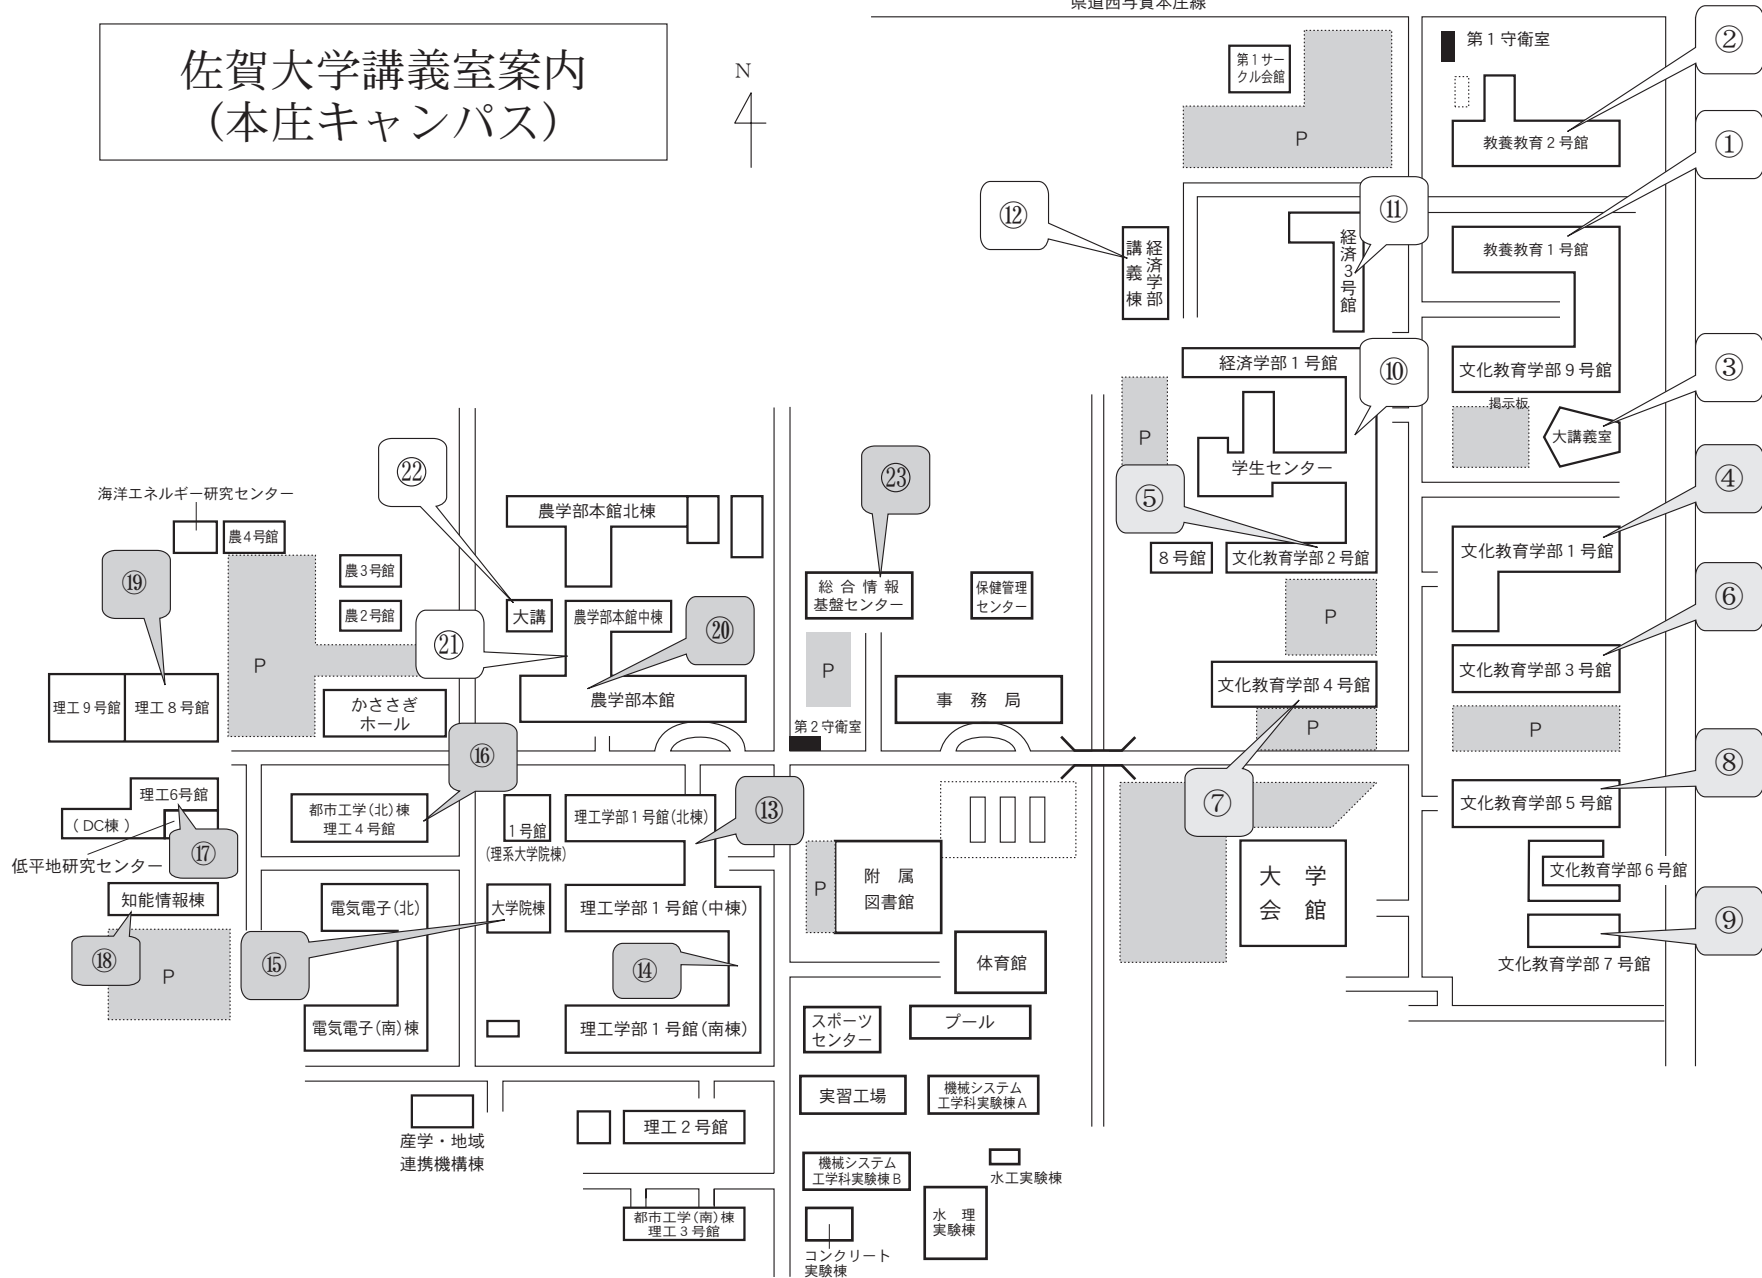 県道西与賀本庄線
佐賀大学講義室案内
(本庄キャンパス)
N
第1守衛室
②
第1サー
クル会館
P
教養教育2号館
①
⑫
⑪
経済学部
講義棟
経済3号館
教養教育1号館
経済学部1号館
⑩
文化教育学部9号館
③
掲示板
大講義室
P
学生センター
⑤
④
㉒
㉓
海洋エネルギー研究センター
農4号館
農学部本館北棟
8号館
文化教育学部2号館
文化教育学部1号館
⑲
農3号館
総合情報
基盤センター
保健管理
センター
⑥
農2号館
大講
農学部本館中棟
⑳
㉑
P
P
P
文化教育学部3号館
理工9号館
理工8号館
かささぎ
ホール
農学部本館
事務局
文化教育学部4号館
第2守衛室
P
P
⑯
⑧
理工6号館
(DC棟)
都市工学(北)棟
理工4号館
1号館
(理系大学院棟)
理工学部1号館(北棟)
⑬
⑦
文化教育学部5号館
⑰
低平地研究センター
知能情報棟
電気電子(北)
大学院棟
理工学部1号館(中棟)
P
附属
図書館
大学
会館
文化教育学部6号館
⑨
⑱
P
⑮
⑭
体育館
文化教育学部7号館
電気電子(南)棟
理工学部1号館(南棟)
スポーツ
センター
プール
実習工場
機械システム
工学科実験棟A
産学・地域
連携機構棟
理工2号館
機械システム
工学科実験棟B
水工実験棟
都市工学(南)棟
理工3号館
水理
実験棟
コンクリート
実験棟